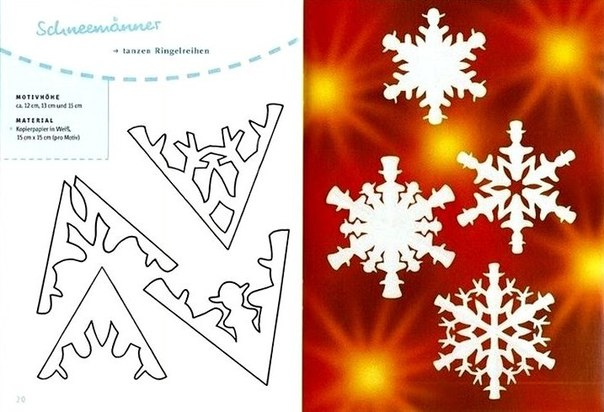 Schneemänner
→ tanzen Ringelreihen
MOTIVHÖHE
ca. 12 cm, 13 cm und 15 cm
MATERIAL
Kopierpapier in Weiß,
15 cm x 15 cm (pro Motiv)
20